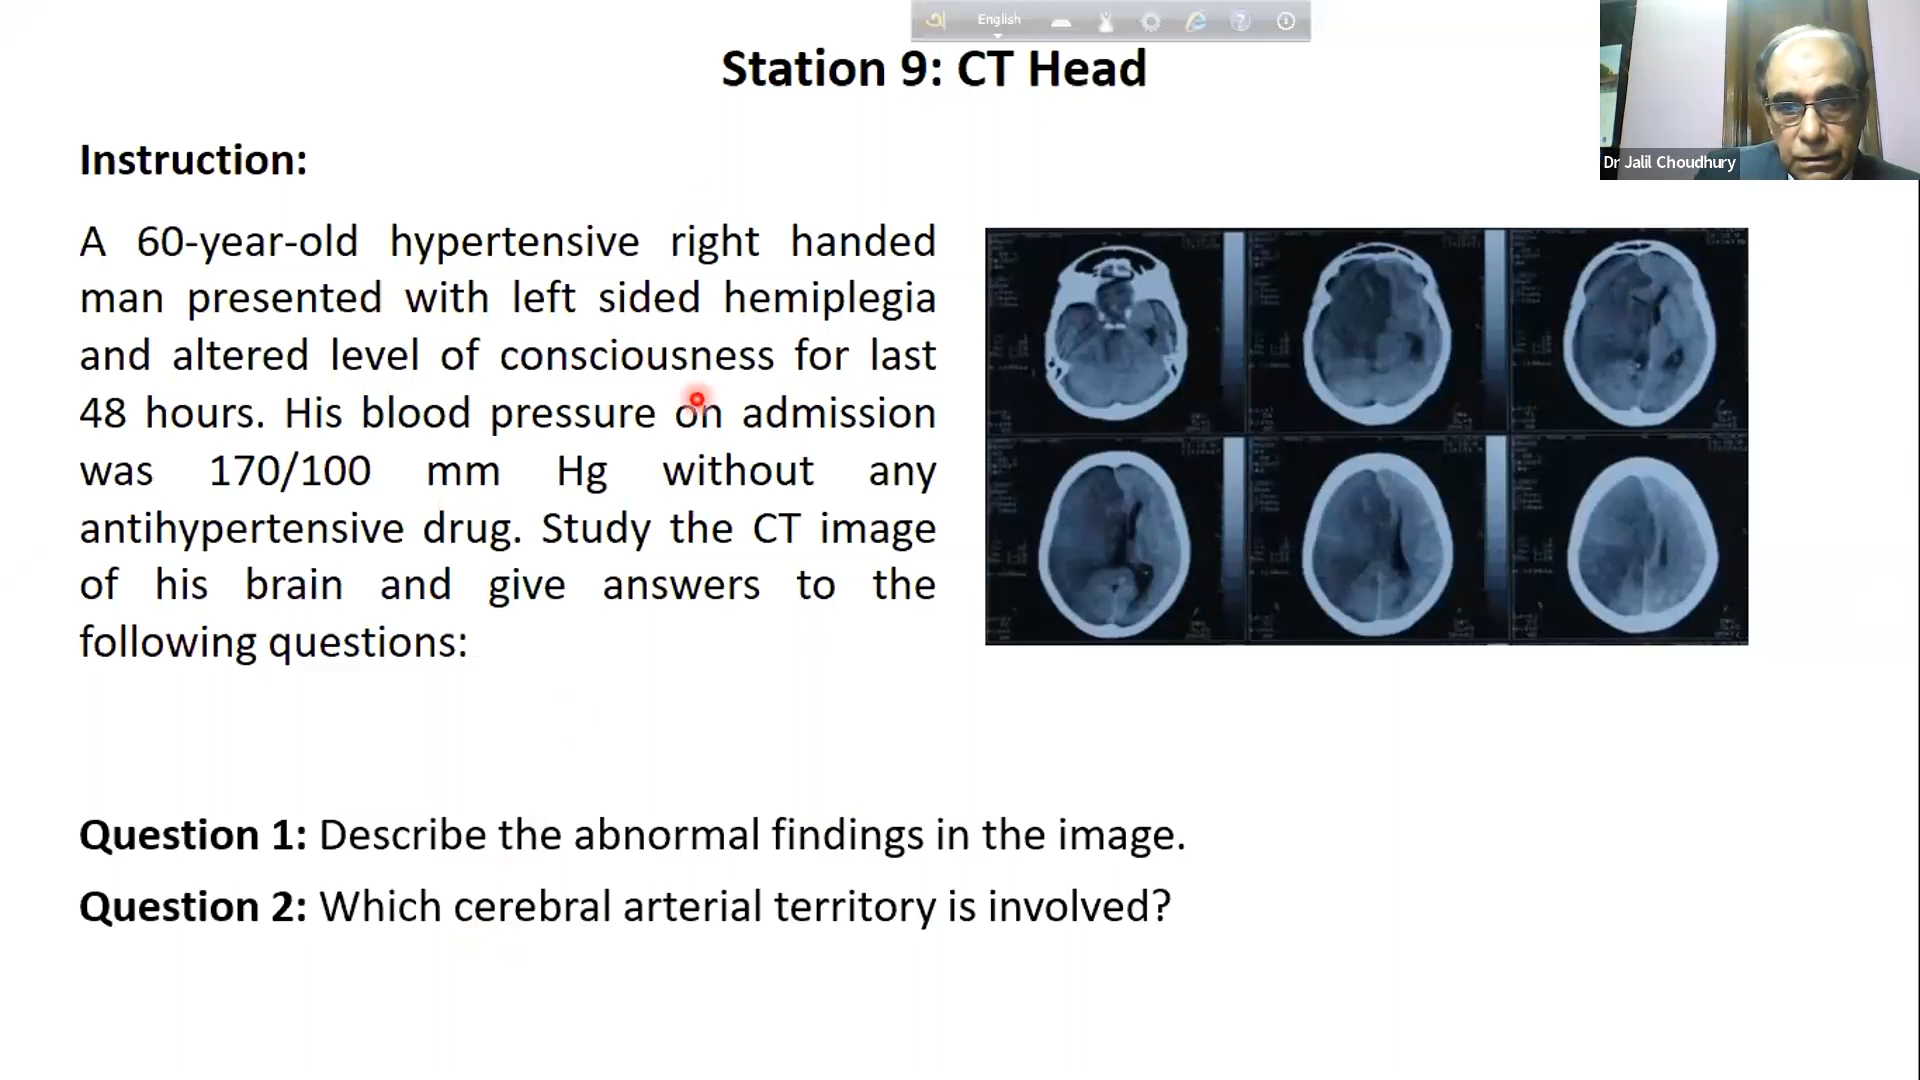 English
Station 9: CT Head
Dr Jalil Choudhury
Instruction:
A 60-year-old hypertensive right handed
man presented with left sided hemiplegia
and altered level of consciousness for last
48 hours. His blood pressure on admission
was 170/100 mm Hg without any
antihypertensive drug. Study the CT image
of his brain and give answers to the
following questions:
Question 1: Describe the abnormal findings in the image.
Question 2: Which cerebral arterial territory is involved?